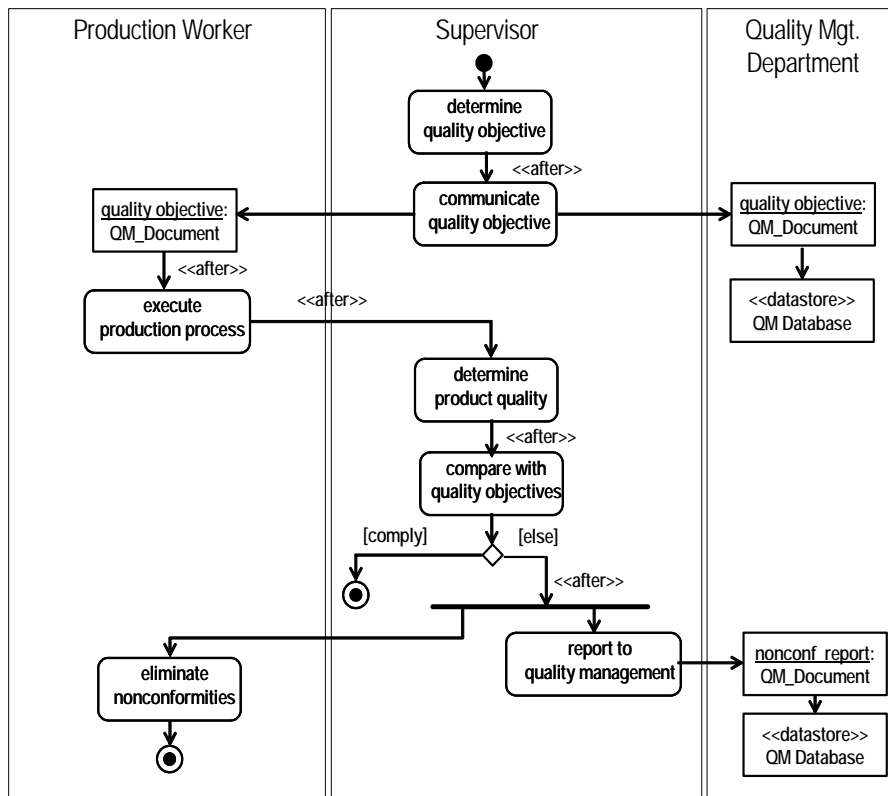 Production Worker
Supervisor
Quality Mgt.
Department
determine
quality objective
<<after>>
communicate
quality objective
quality objective:
QM_Document
quality objective:
QM_Document
<<after>>
<<datastore>>
QM Database
execute
production process
<<after>>
determine
product quality
<<after>>
compare with
quality objectives
[comply]
[else]
<<after>>
eliminate
nonconformities
report to
quality management
nonconf_report:
QM_Document
<<datastore>>
QM Database